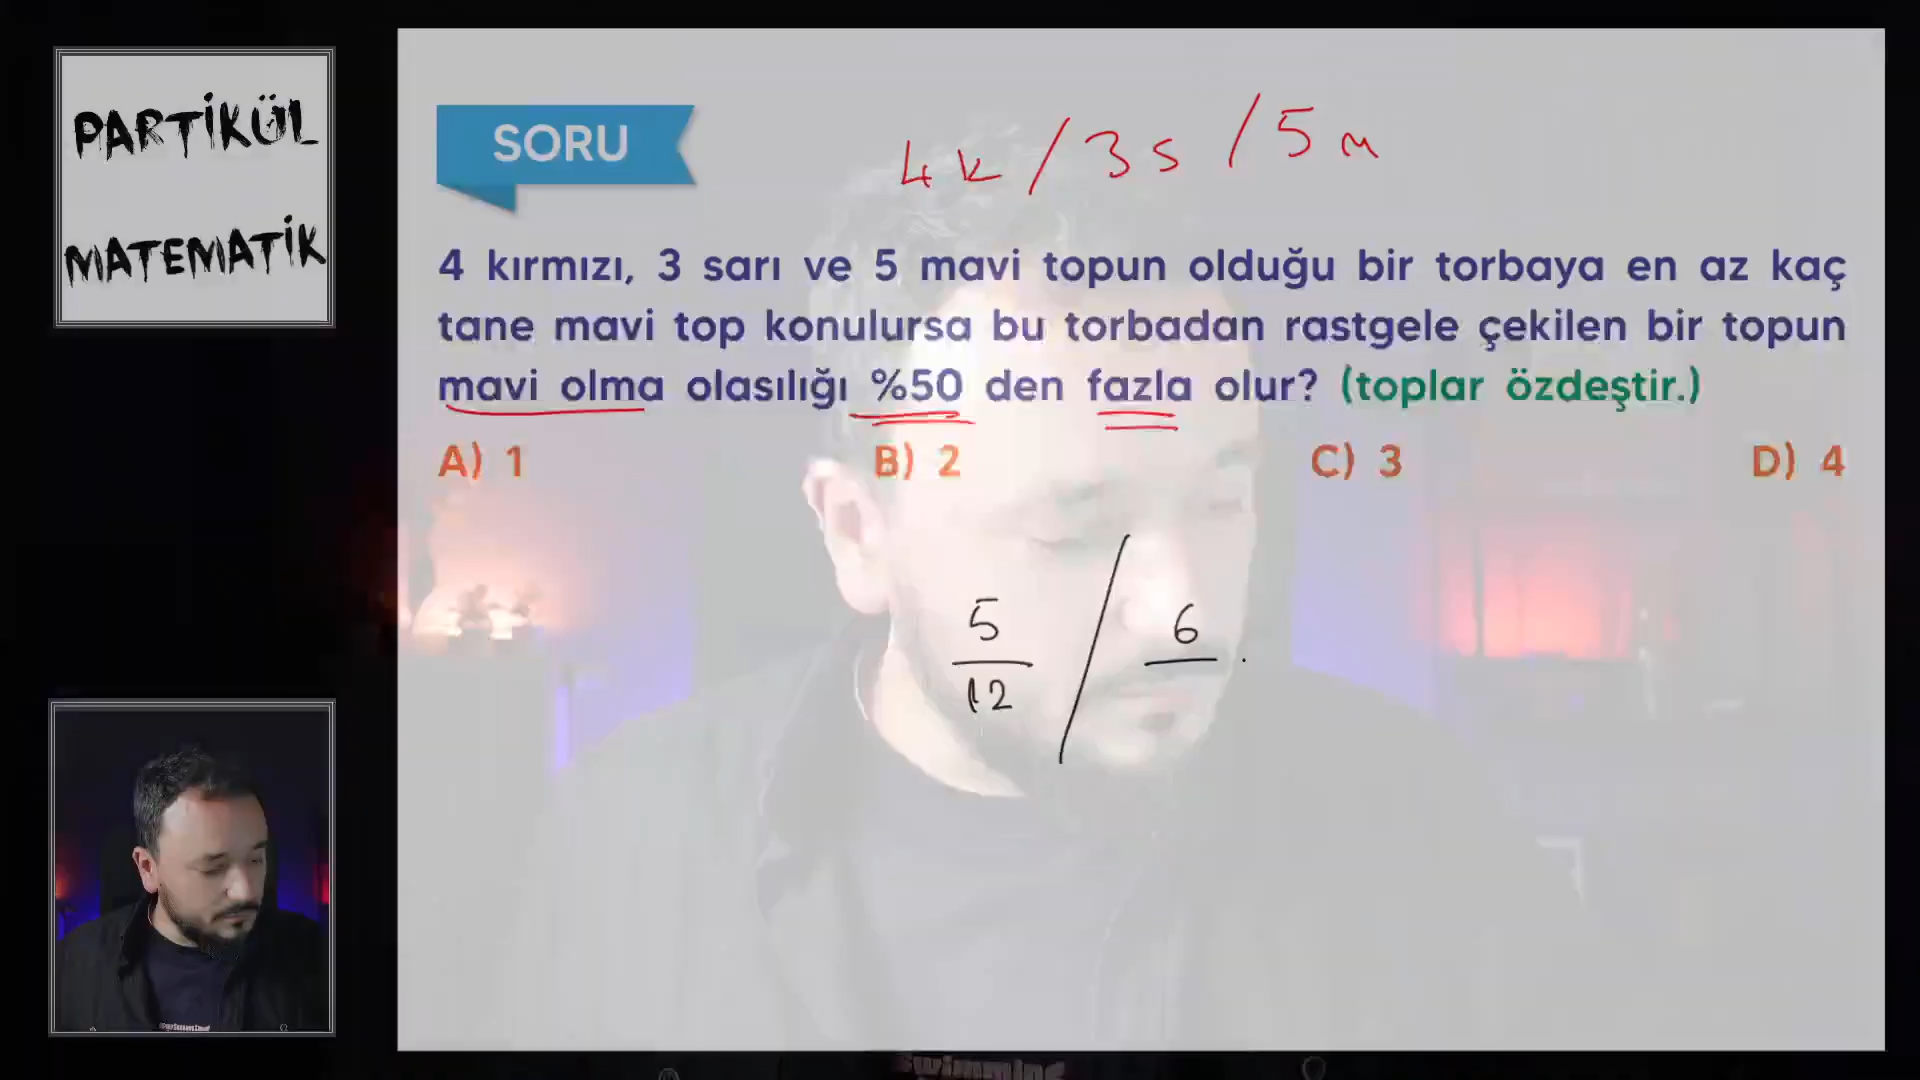 PARTİKÜL
MATEMATİK
SORU
4k / 3s / 5m
4 kırmızı, 3 sarı ve 5 mavi topun olduğu bir torbaya en az kaç
tane mavi top konulursa bu torbadan rastgele çekilen bir topun
mavi olma olasılığı %50 den fazla olur? (toplar özdeştir.)
A) 1 B) 2 C) 3 D) 4
5 / 6
12